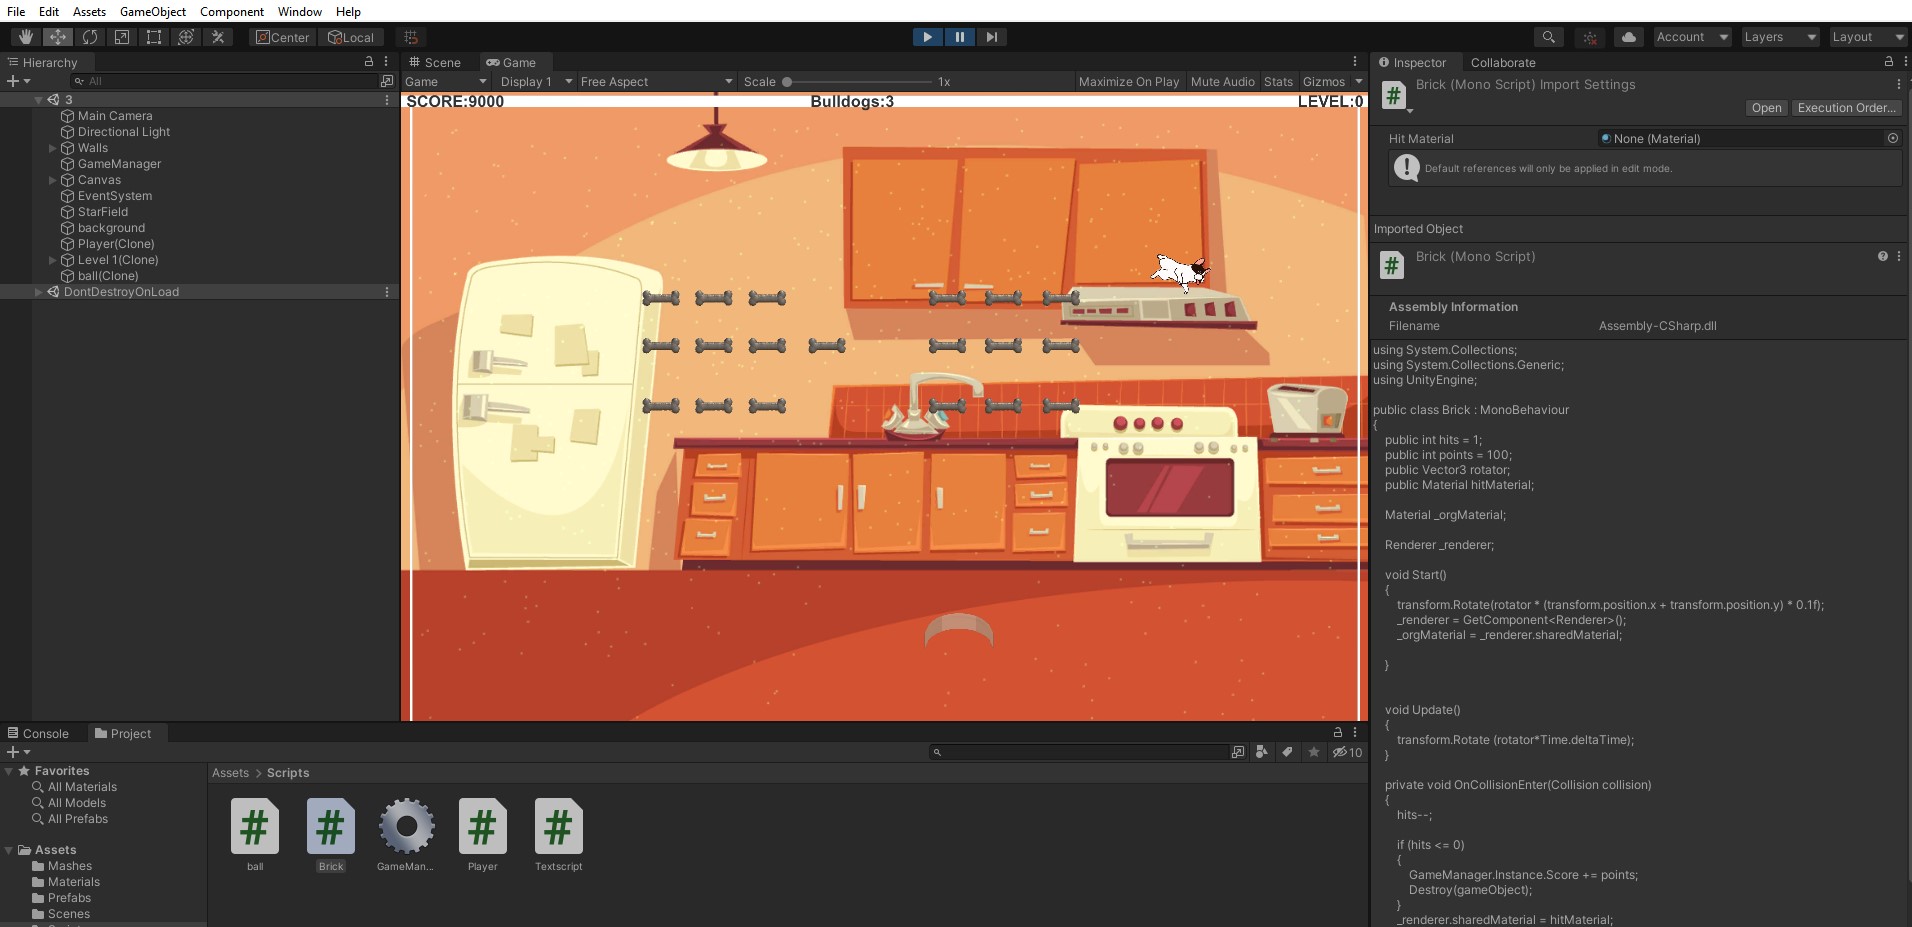 File Edit Assets GameObject Component Window Help
Center Local Account Layers Layout
Hierarchy
All
3
Main Camera
Directional Light
Walls
GameManager
Canvas
EventSystem
StarField
background
Player(Clone)
Level 1(Clone)
ball(Clone)
DontDestroyOnLoad
Scene Game
Game Display 1 Free Aspect Scale 1x Maximize On Play Mute Audio Stats Gizmos
SCORE:9000 Bulldogs:3 LEVEL:0
Inspector Collaborate
Brick (Mono Script) Import Settings
Open Execution Order...
Hit Material None (Material)
Default references will only be applied in edit mode.
Imported Object
Brick (Mono Script)
Assembly Information
Filename Assembly-CSharp.dll
using System.Collections;
using System.Collections.Generic;
using UnityEngine;
public class Brick : MonoBehaviour
{
public int hits = 1;
public int points = 100;
public Vector3 rotator;
public Material hitMaterial;
Material _orgMaterial;
Renderer _renderer;
void Start()
{
transform.Rotate(rotator * (transform.position.x + transform.position.y) * 0.1f);
_renderer = GetComponent<Renderer>();
_orgMaterial = _renderer.sharedMaterial;
}
void Update()
{
transform.Rotate (rotator*Time.deltaTime);
}
private void OnCollisionEnter(Collision collision)
{
hits--;
if (hits <= 0)
{
GameManager.Instance.Score += points;
Destroy(gameObject);
}
_renderer.sharedMaterial = hitMaterial;
Console Project
10
Favorites
All Materials
All Models
All Prefabs
Assets
Mashes
Materials
Prefabs
Scenes
Assets > Scripts
ball Brick GameMan... Player Textscript